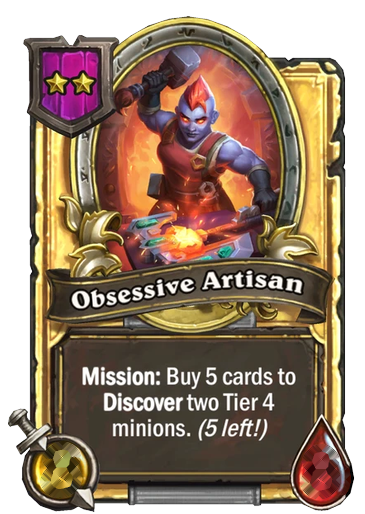 Obsessive Artisan
Mission: Buy 5 cards to
Discover two Tier 4
minions. (5 left!)